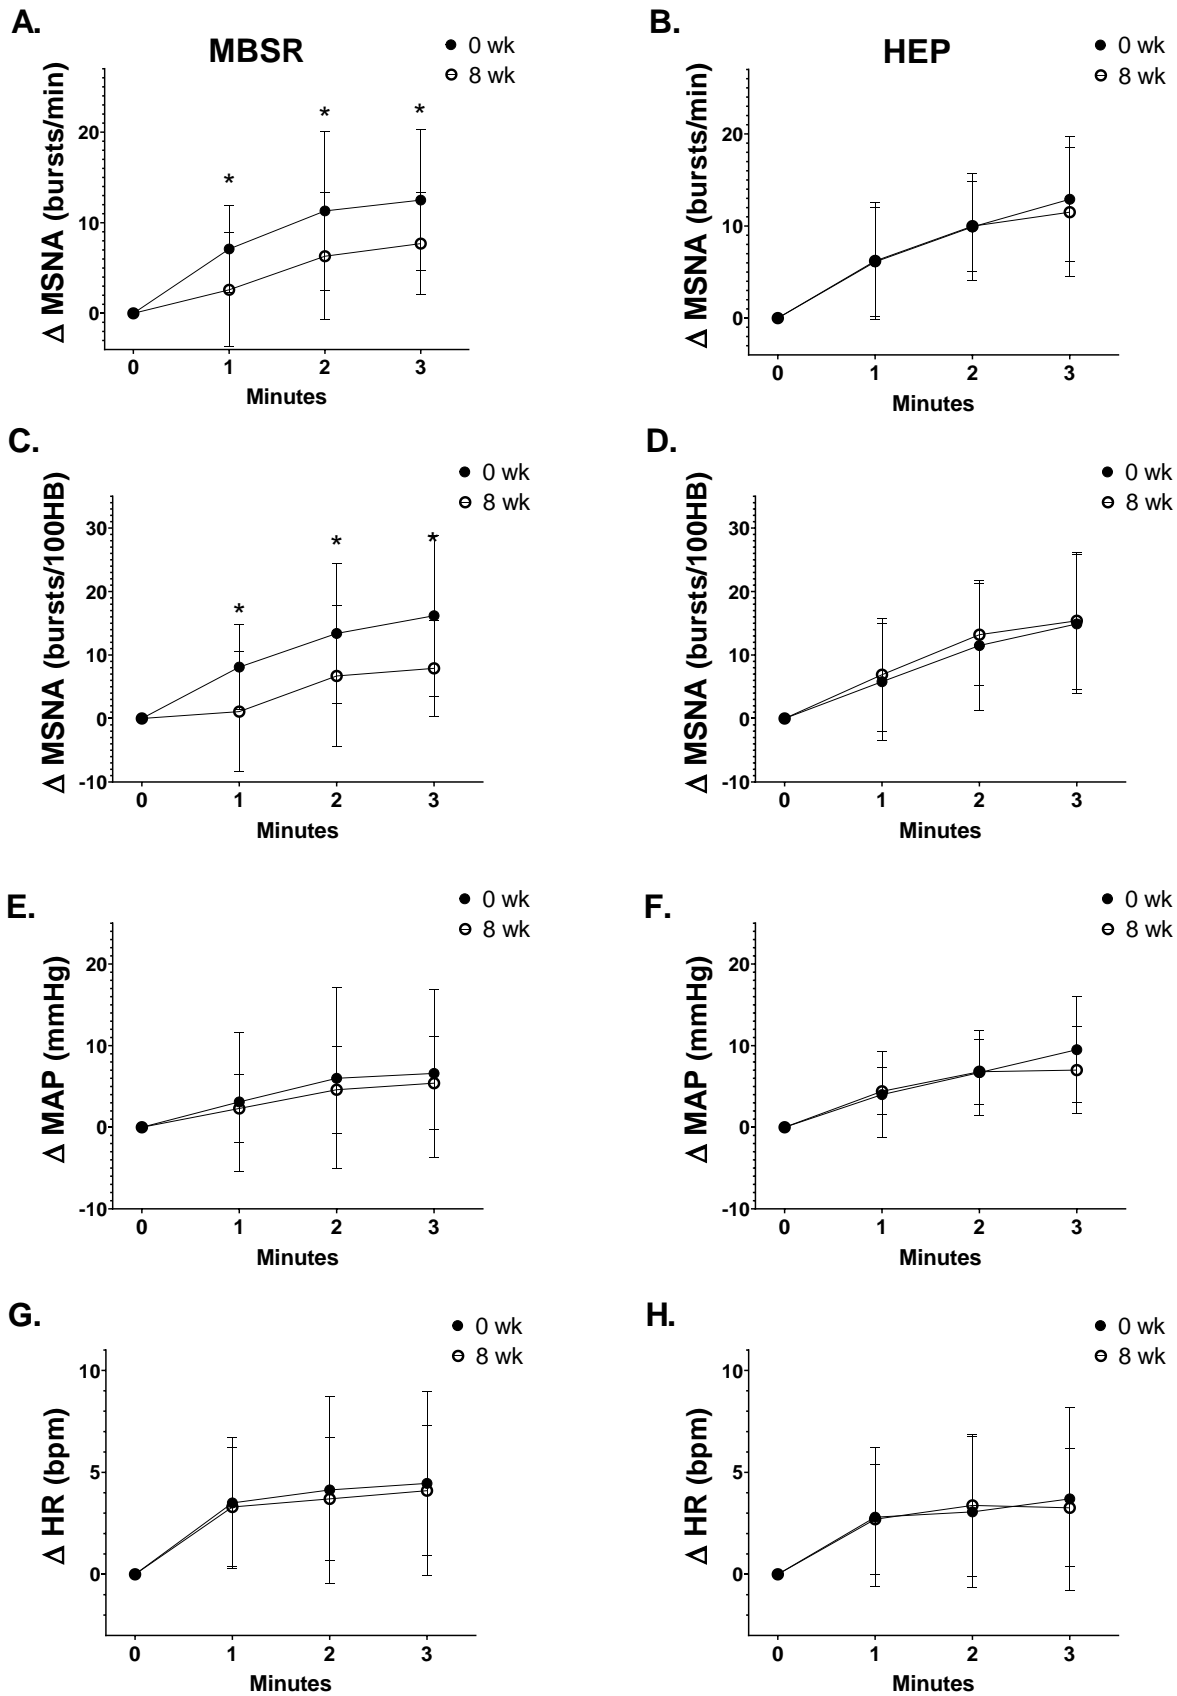 A.
MBSR
0 wk
8 wk
Δ MSNA (bursts/min)
20
10
0
*
*
*
0 1 2 3
Minutes
B.
HEP
0 wk
8 wk
Δ MSNA (bursts/min)
20
10
0
0 1 2 3
Minutes
C.
0 wk
8 wk
Δ MSNA (bursts/100HB)
30
20
10
0
-10
*
*
*
0 1 2 3
Minutes
D.
0 wk
8 wk
Δ MSNA (bursts/100HB)
30
20
10
0
-10
0 1 2 3
Minutes
E.
0 wk
8 wk
Δ MAP (mmHg)
20
10
0
-10
0 1 2 3
Minutes
F.
0 wk
8 wk
Δ MAP (mmHg)
20
10
0
-10
0 1 2 3
Minutes
G.
0 wk
8 wk
Δ HR (bpm)
10
5
0
0 1 2 3
Minutes
H.
0 wk
8 wk
Δ HR (bpm)
10
5
0
0 1 2 3
Minutes